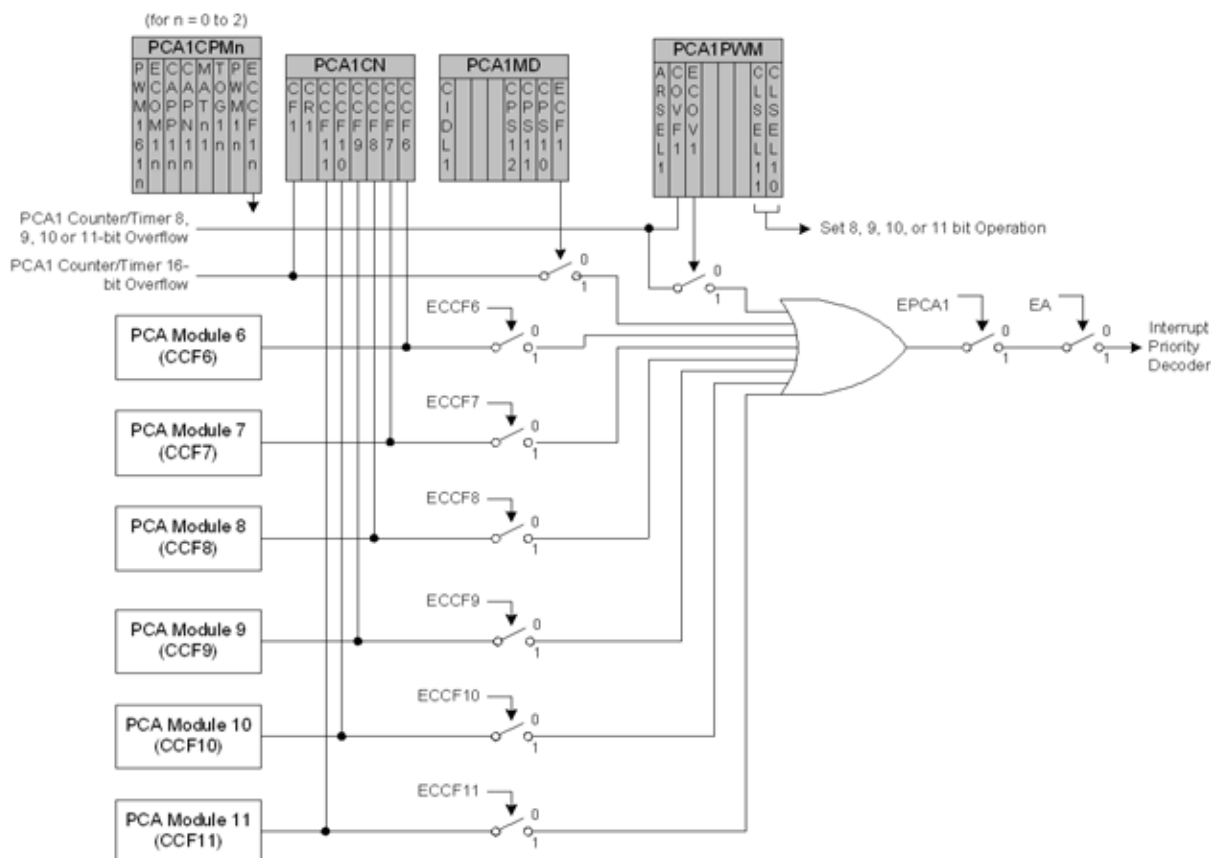 (for n = 0 to 2)
PCA1CPMn
PWM161n
ECOM1n
CAPP1n
CAPN1n
MATn1
TOG1n
PWM1n
ECCF1n
PCA1CN
CF1
CR1
CCF11
CCF10
CCF9
CCF8
CCF7
CCF6
PCA1MD
CIDL1
CPS12
CPS11
CPS10
ECF1
PCA1PWM
ARSEL1
COVF1
ECOV1
CLSEL11
CLSEL10
PCA1 Counter/Timer 8,
9, 10 or 11-bit Overflow
Set 8, 9, 10, or 11 bit Operation
PCA1 Counter/Timer 16-
bit Overflow
0
1
0
1
PCA Module 6
(CCF6)
ECCF6
0
1
EPCA1
0
1
EA
0
1
Interrupt
Priority
Decoder
PCA Module 7
(CCF7)
ECCF7
0
1
PCA Module 8
(CCF8)
ECCF8
0
1
PCA Module 9
(CCF9)
ECCF9
0
1
PCA Module 10
(CCF10)
ECCF10
0
1
PCA Module 11
(CCF11)
ECCF11
0
1